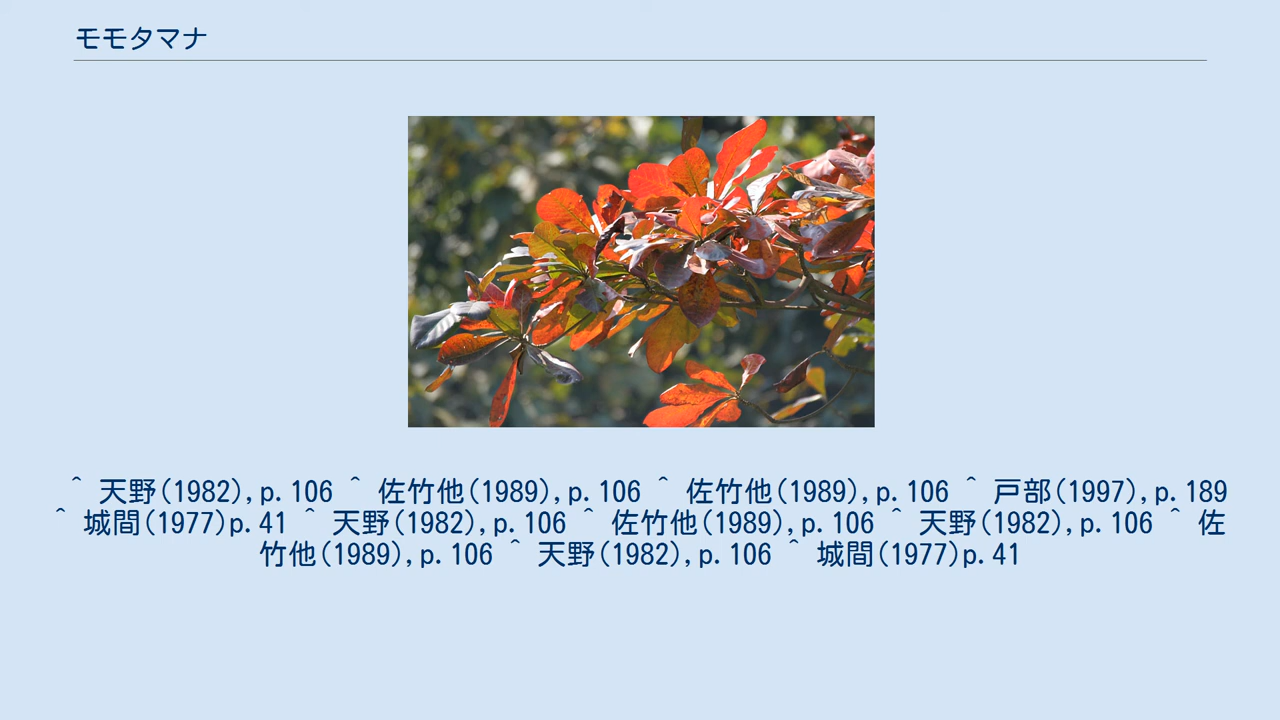 モモタマナ
^ 天野(1982),p.106 ^ 佐竹他(1989),p.106 ^ 佐竹他(1989),p.106 ^ 戸部(1997),p.189
^ 城間(1977)p.41 ^ 天野(1982),p.106 ^ 佐竹他(1989),p.106 ^ 天野(1982),p.106 ^ 佐
竹他(1989),p.106 ^ 天野(1982),p.106 ^ 城間(1977)p.41